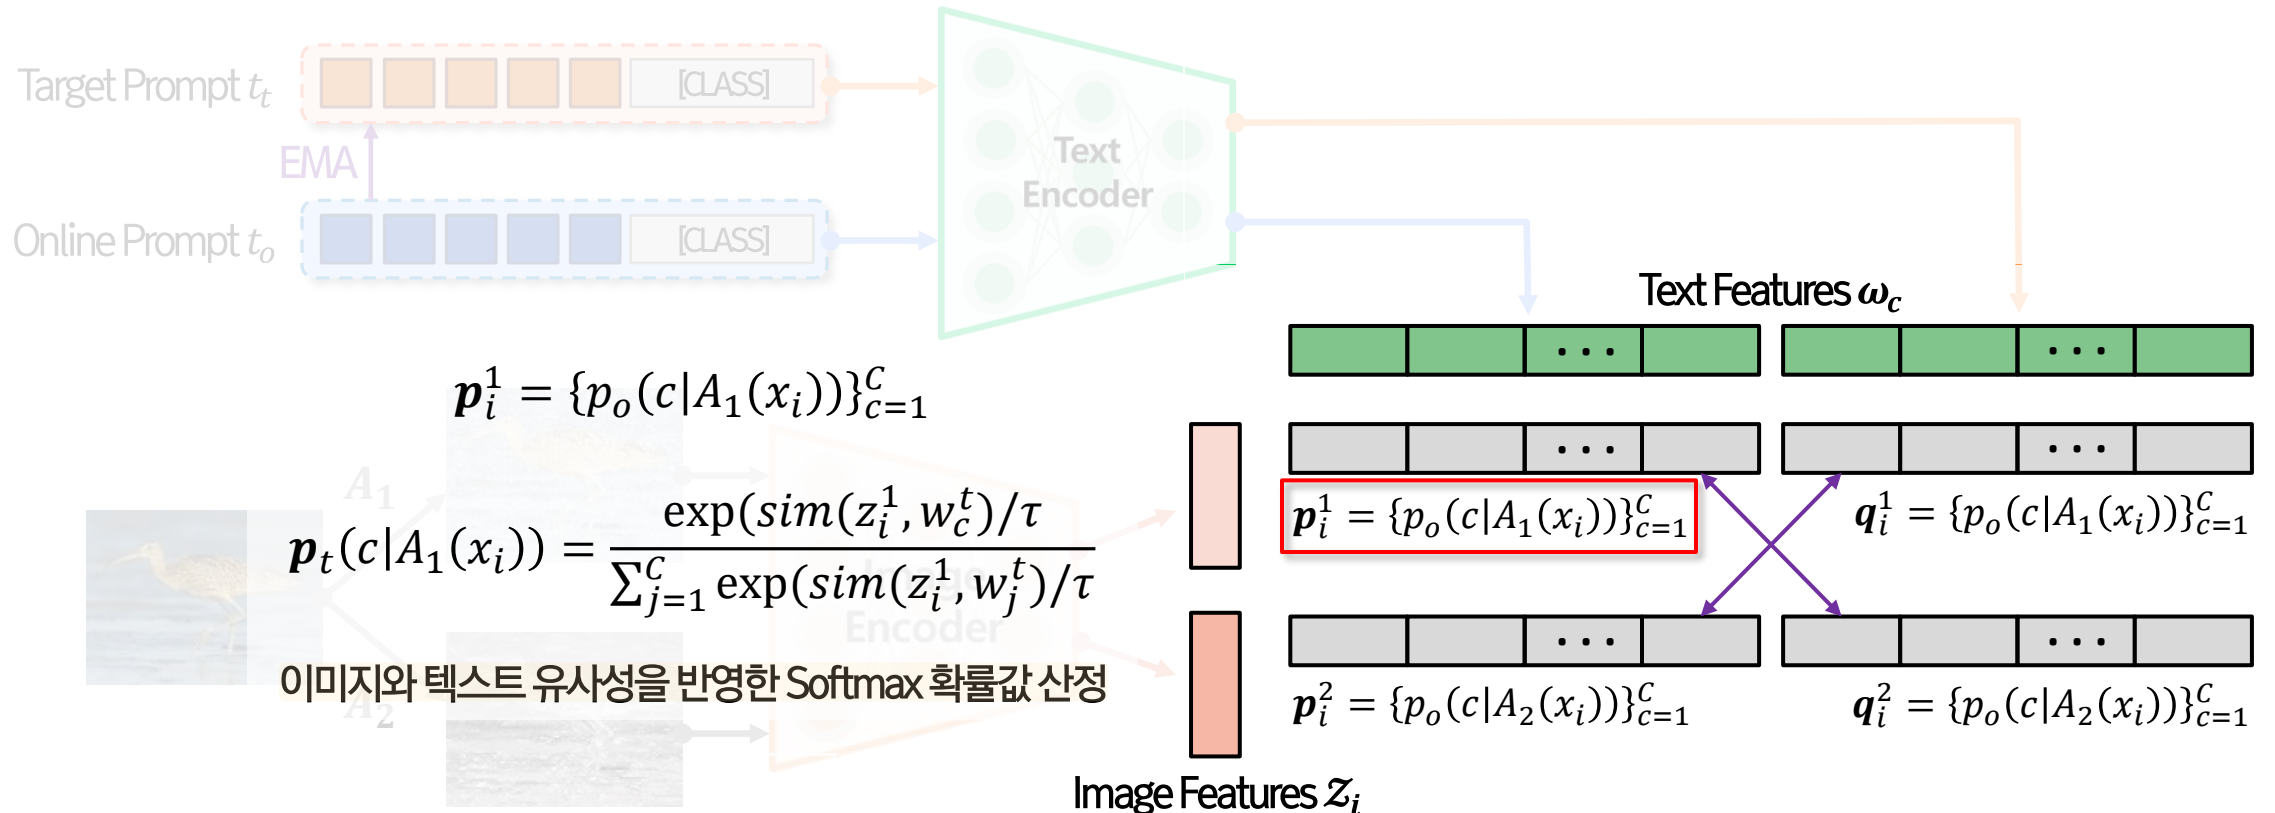 Target Prompt t_t
[CLASS]
EMA
Online Prompt t_o
[CLASS]
Text
Encoder
Text Features ω_c
...
...
p_i^1 = {p_o(c|A_1(x_i))}_{c=1}^C
...
...
A_1
p_i^1 = {p_o(c|A_1(x_i))}_{c=1}^C
q_i^1 = {p_o(c|A_1(x_i))}_{c=1}^C
p_t(c|A_1(x_i)) = exp(sim(z_i^1, w_c^t)/τ / ∑_{j=1}^C exp(sim(z_i^1, w_j^t)/τ
Image
Encoder
...
...
이미지와 텍스트 유사성을 반영한 Softmax 확률값 산정
A_2
p_i^2 = {p_o(c|A_2(x_i))}_{c=1}^C
q_i^2 = {p_o(c|A_2(x_i))}_{c=1}^C
Image Features z_i